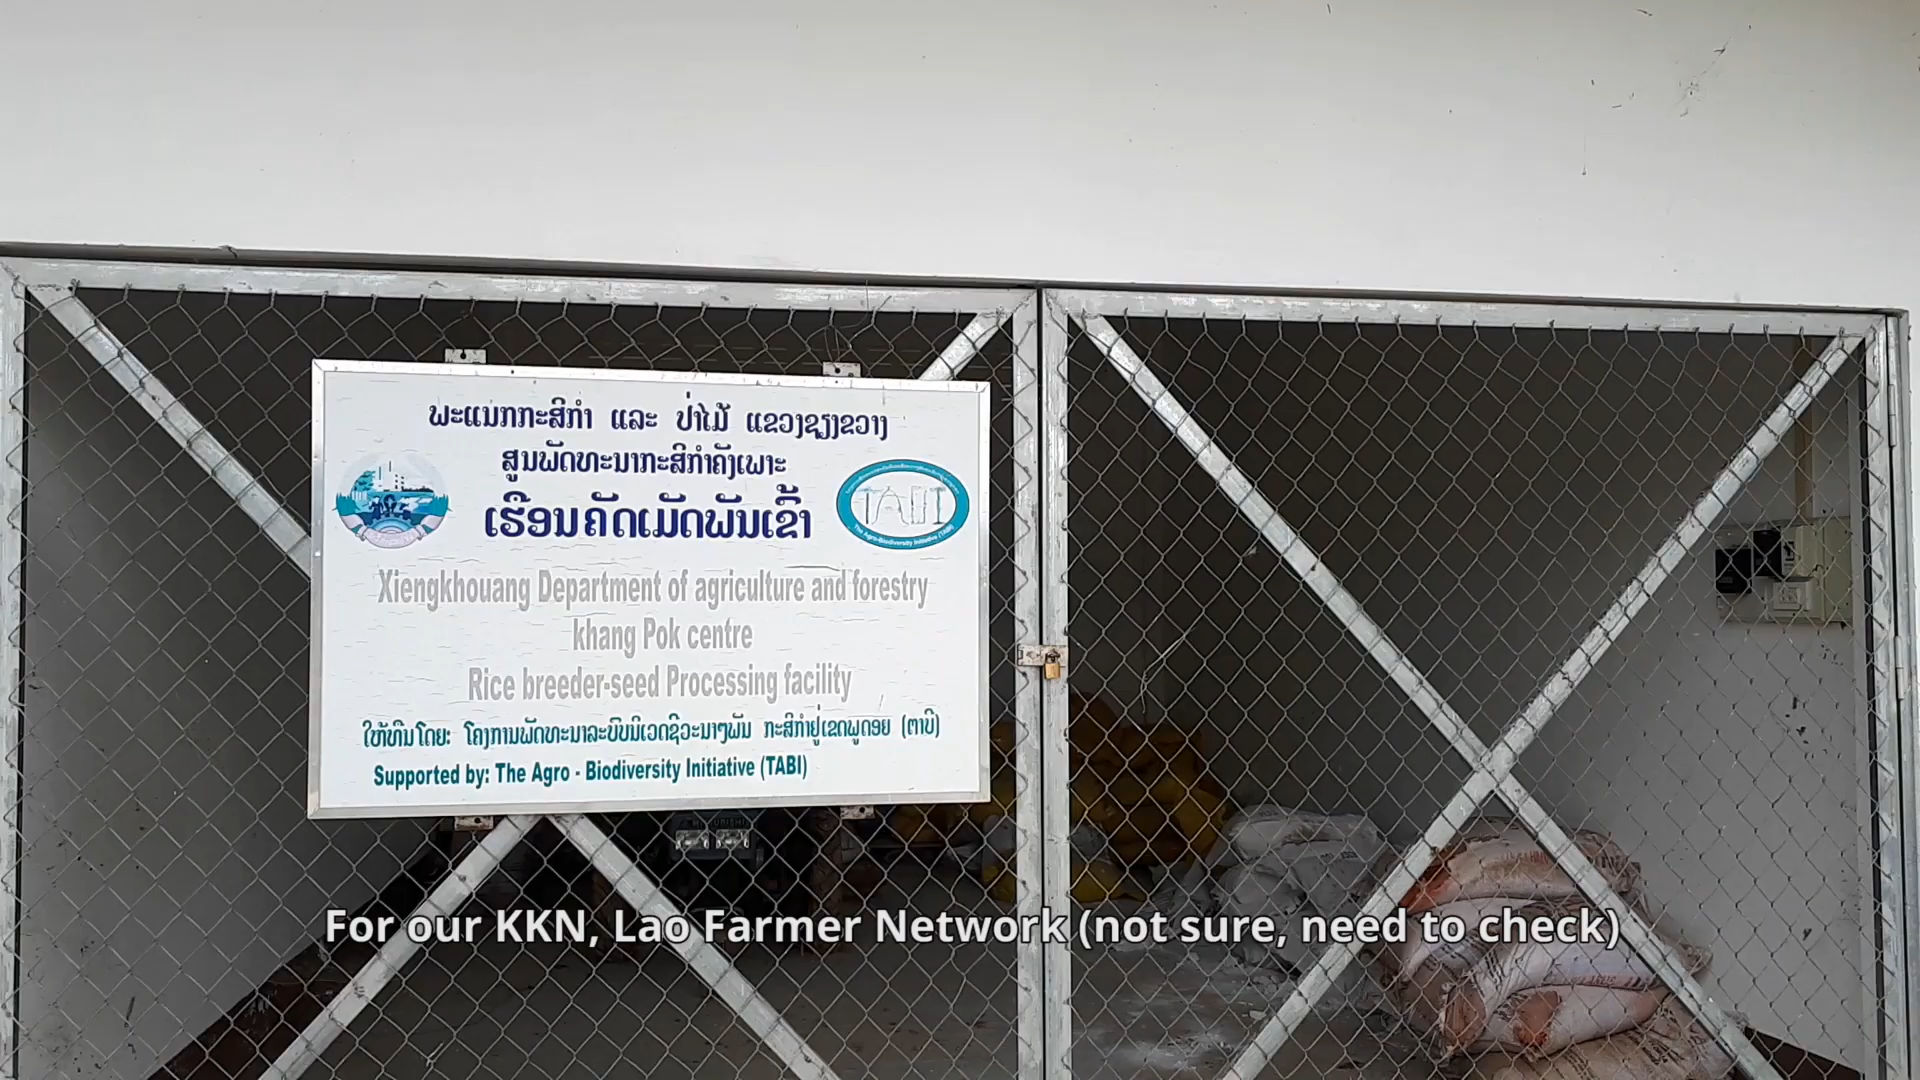 ພະແນກກະສິກຳ ແລະ ປ່າໄມ້ ແຂວງຊຽງຂວາງ
ສູນພັດທະນາກະສິກຳຄັງເພາະ
ເຮືອນຄັດເມັດພັນເຂົ້າ
TABI
The Agro-Biodiversity Initiative (TABI)
Xiengkhouang Department of agriculture and forestry
khang Pok centre
Rice breeder-seed Processing facility
ໃຫ້ທຶນໂດຍ: ໂຄງການພັດທະນາລະບົບນິເວດຊີວະນາໆພັນ ກະສິກຳຢູ່ເຂດພູດອຍ (ຕາບີ)
Supported by: The Agro - Biodiversity Initiative (TABI)
For our KKN, Lao Farmer Network (not sure, need to check)